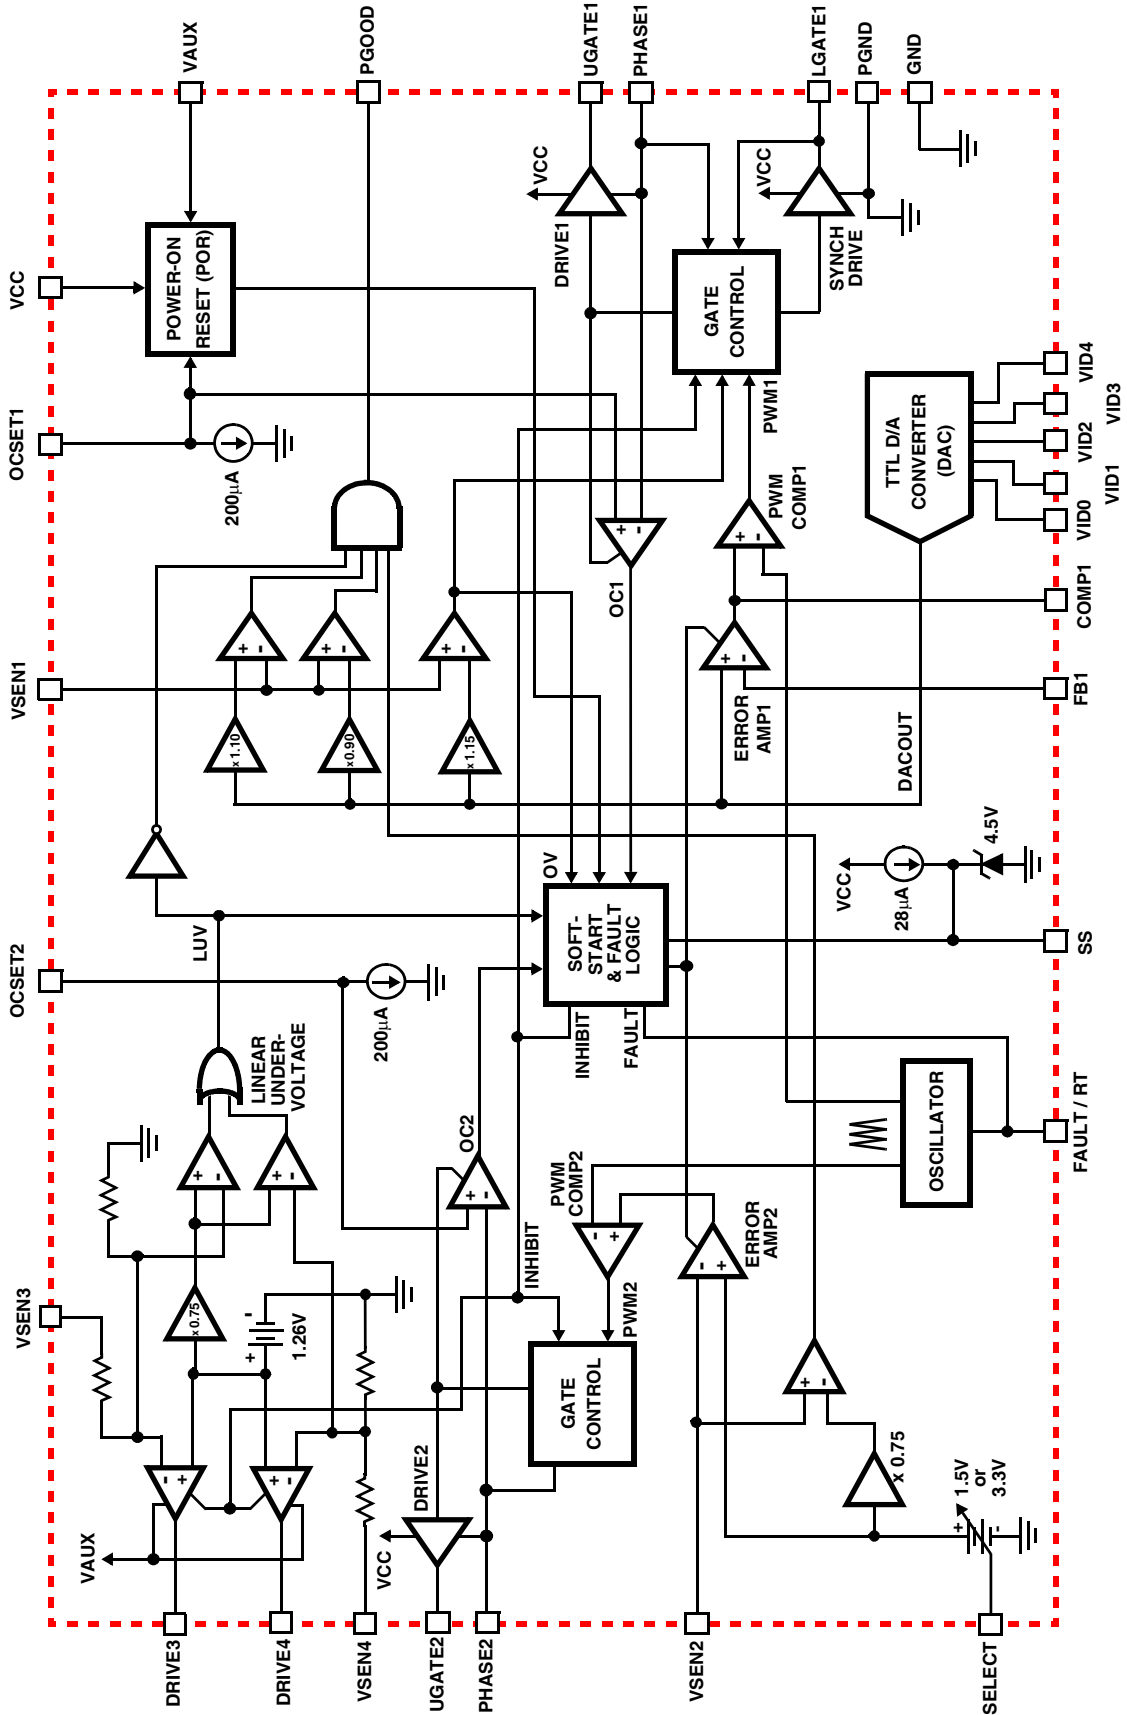 VSEN3
OCSET2
VSEN1
OCSET1
VCC
VAUX
PGOOD
UGATE1
PHASE1
LGATE1
PGND
GND
POWER-ON
RESET (POR)
200μA
LUV
LINEAR
UNDER-
VOLTAGE
200μA
x 1.10
x 0.90
x 1.15
x 0.75
+
-
1.26V
VAUX
VCC
DRIVE2
OC2
INHIBIT
GATE
CONTROL
PWM2
PWM
COMP2
ERROR
AMP2
OV
SOFT-
START
& FAULT
LOGIC
INHIBIT
FAULT
OC1
DRIVE1
VCC
GATE
CONTROL
SYNCH
DRIVE
VCC
PWM1
PWM
COMP1
ERROR
AMP1
DACOUT
TTL D/A
CONVERTER
(DAC)
VCC
28μA
4.5V
OSCILLATOR
x 0.75
1.5V
or
3.3V
+
-
DRIVE3
DRIVE4
VSEN4
UGATE2
PHASE2
VSEN2
SELECT
FAULT / RT
SS
FB1
COMP1
VID0
VID1
VID2
VID3
VID4